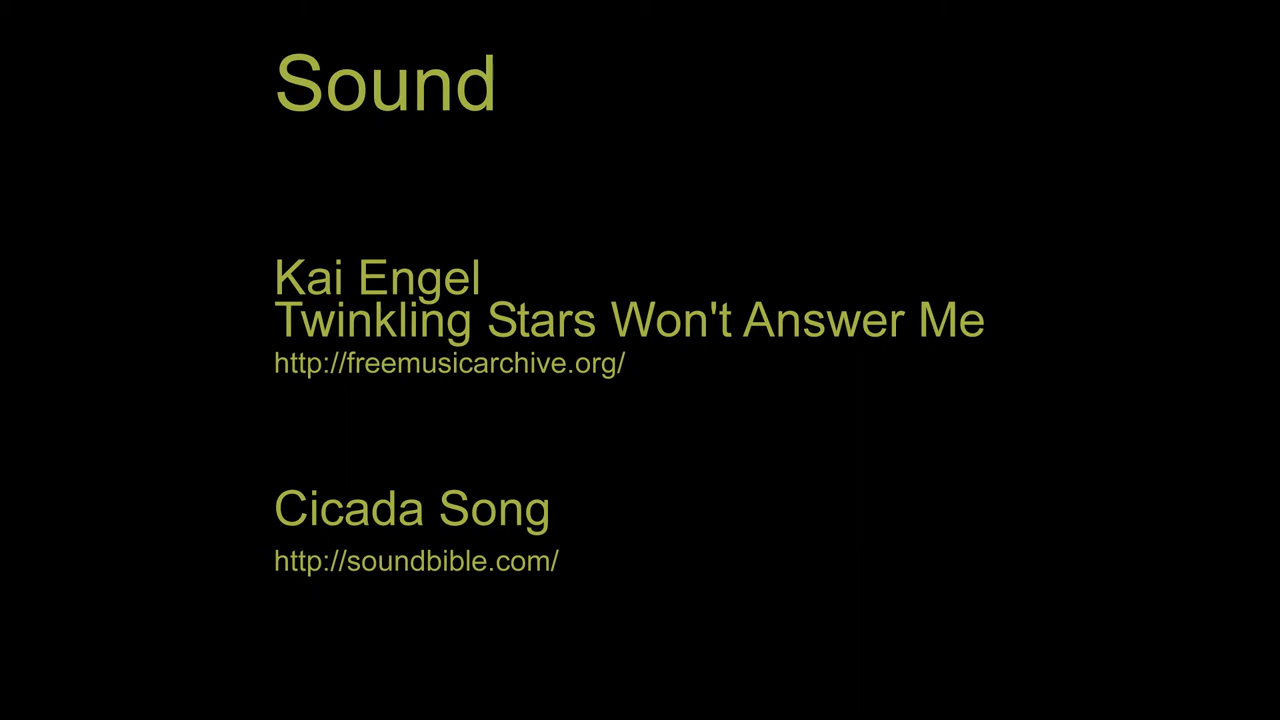 Sound
Kai Engel
Twinkling Stars Won't Answer Me
http://freemusicarchive.org/
Cicada Song
http://soundbible.com/